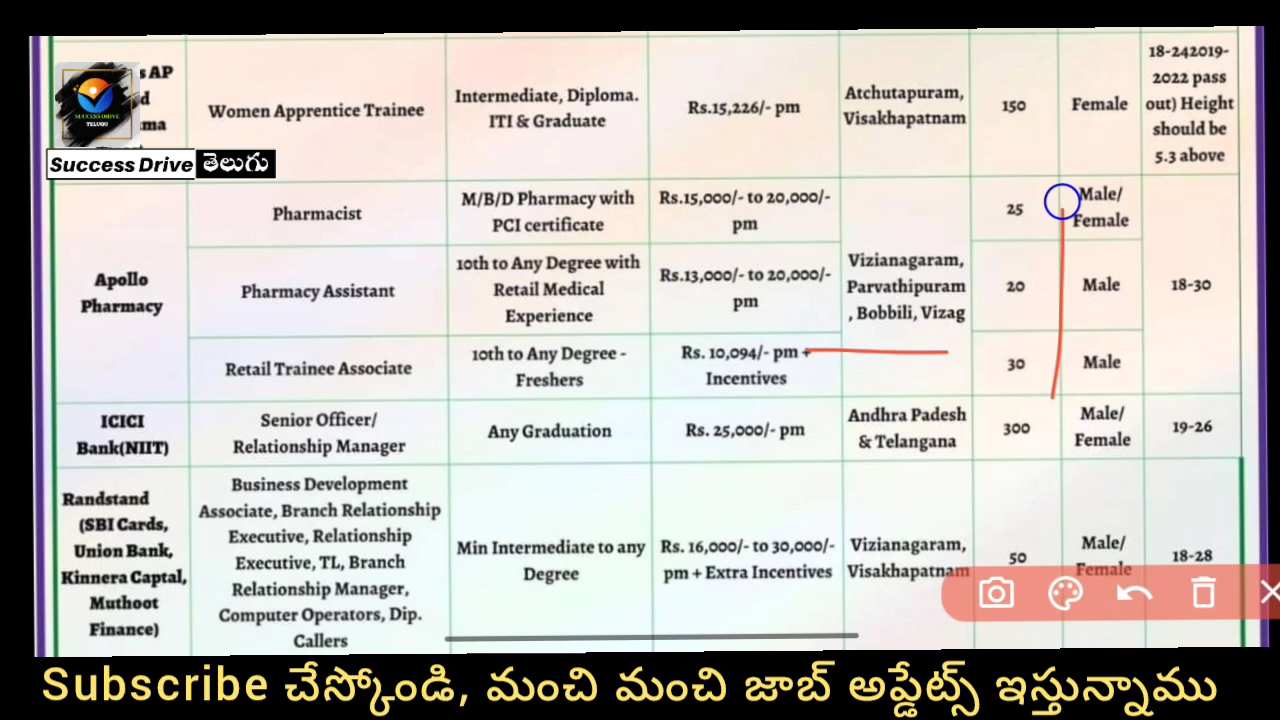 s AP
d
ma
SUCCESS DRIVE
TELUGU
Success Drive తెలుగు
Women Apprentice Trainee
Intermediate, Diploma.
ITI & Graduate
Rs.15,226/- pm
Atchutapuram,
Visakhapatnam
150
Female
18-242019-
2022 pass
out) Height
should be
5.3 above
Apollo
Pharmacy
Pharmacist
M/B/D Pharmacy with
PCI certificate
Rs.15,000/- to 20,000/-
pm
Vizianagaram,
Parvathipuram
, Bobbili, Vizag
25
Male/
Female
18-30
Pharmacy Assistant
10th to Any Degree with
Retail Medical
Experience
Rs.13,000/- to 20,000/-
pm
20
Male
Retail Trainee Associate
10th to Any Degree -
Freshers
Rs. 10,094/- pm +
Incentives
30
Male
ICICI
Bank(NIIT)
Senior Officer/
Relationship Manager
Any Graduation
Rs. 25,000/- pm
Andhra Padesh
& Telangana
300
Male/
Female
19-26
Randstand
(SBI Cards,
Union Bank,
Kinnera Captal,
Muthoot
Finance)
Business Development
Associate, Branch Relationship
Executive, Relationship
Executive, TL, Branch
Relationship Manager,
Computer Operators, Dip.
Callers
Min Intermediate to any
Degree
Rs. 16,000/- to 30,000/-
pm + Extra Incentives
Vizianagaram,
Visakhapatnam
50
Male/
Female
18-28
Subscribe చేస్కోండి, మంచి మంచి జాబ్ అప్డేట్స్ ఇస్తున్నాము